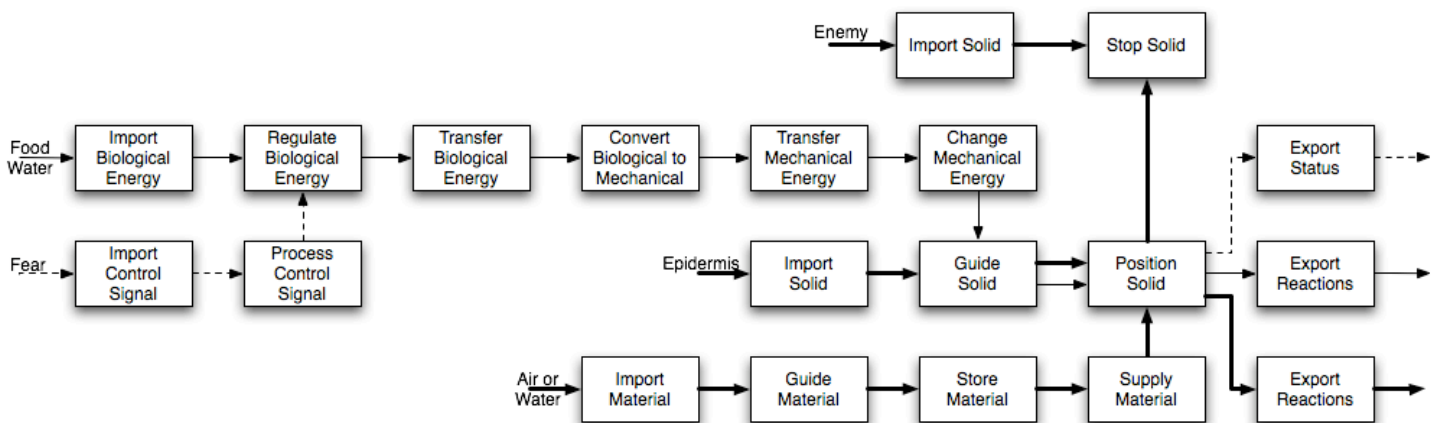 Enemy
Import Solid
Stop Solid
Food
Water
Import
Biological
Energy
Regulate
Biological
Energy
Transfer
Biological
Energy
Convert
Biological to
Mechanical
Transfer
Mechanical
Energy
Change
Mechanical
Energy
Export
Status
Fear
Import
Control
Signal
Process
Control
Signal
Epidermis
Import
Solid
Guide
Solid
Position
Solid
Export
Reactions
Air or
Water
Import
Material
Guide
Material
Store
Material
Supply
Material
Export
Reactions